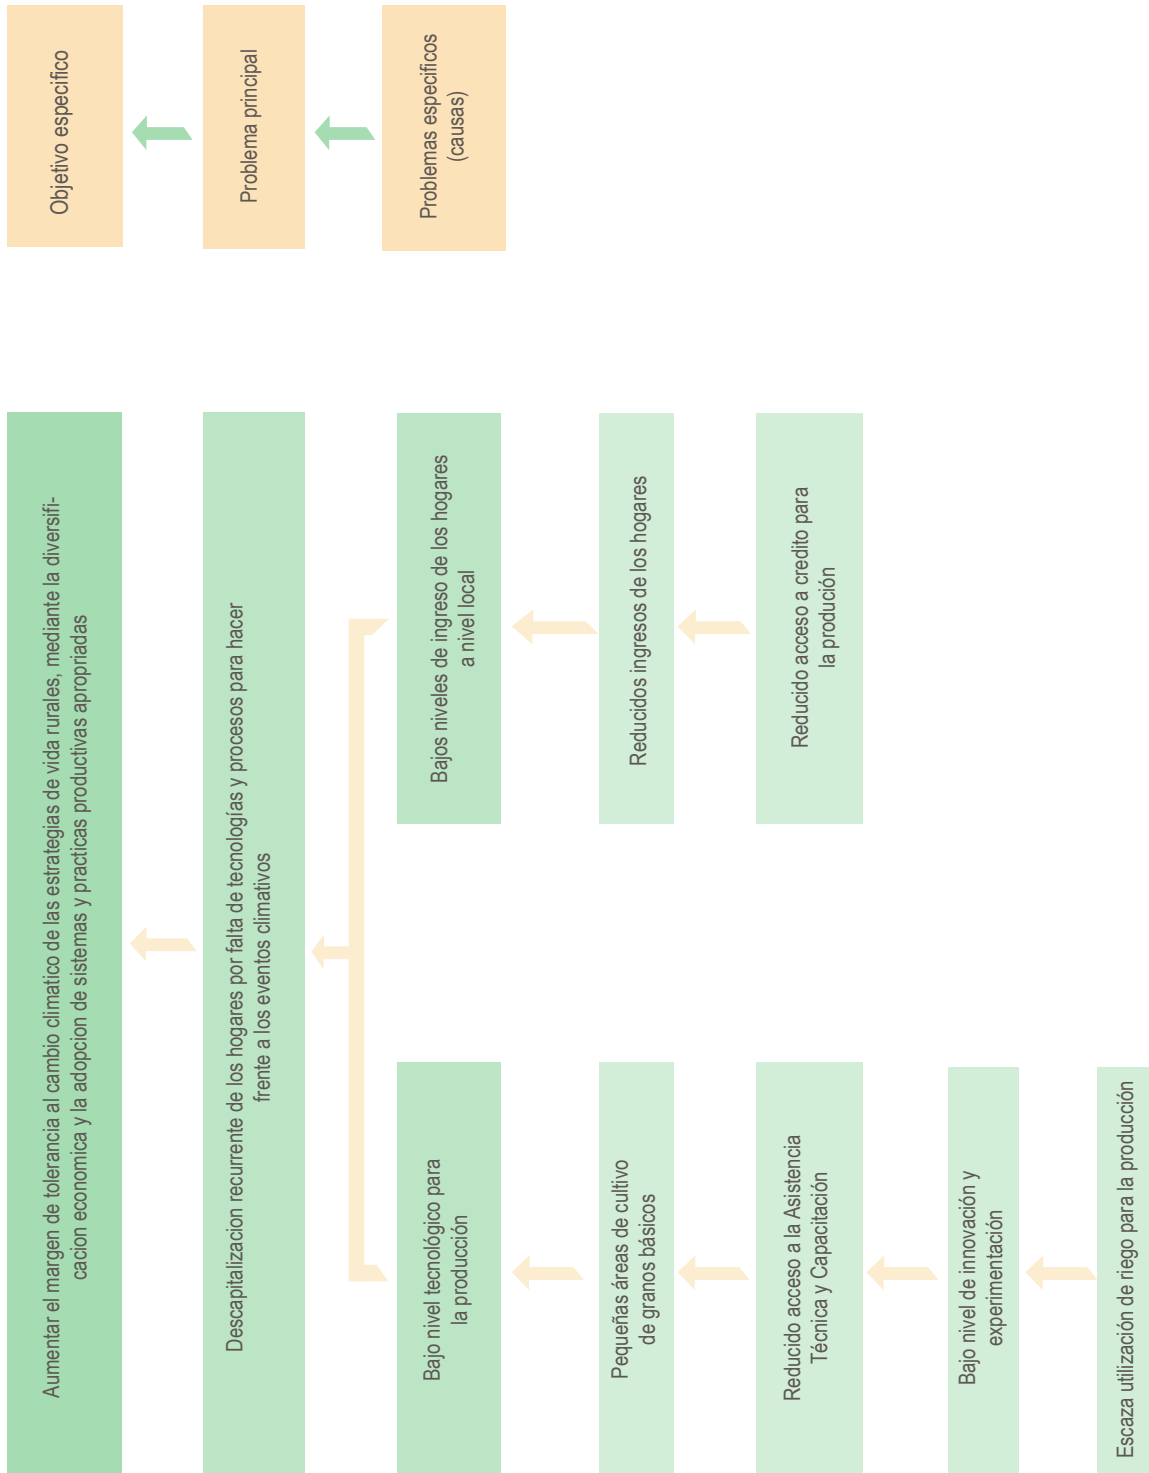 Aumentar el margen de tolerancia al cambio climatico de las estrategias de vida rurales, mediante la diversifi-
cacion economica y la adopcion de sistemas y practicas productivas apropiadas
Objetivo especifico
Descapitalizacion recurrente de los hogares por falta de tecnologías y procesos para hacer
frente a los eventos climativos
Problema principal
Bajo nivel tecnológico para
la producción
Bajos niveles de ingreso de los hogares
a nivel local
Problemas especificos
(causas)
Pequeñas áreas de cultivo
de granos básicos
Reducidos ingresos de los hogares
Reducido acceso a la Asistencia
Técnica y Capacitación
Reducido acceso a credito para
la produción
Bajo nivel de innovación y
experimentación
Escaza utilización de riego para la producción